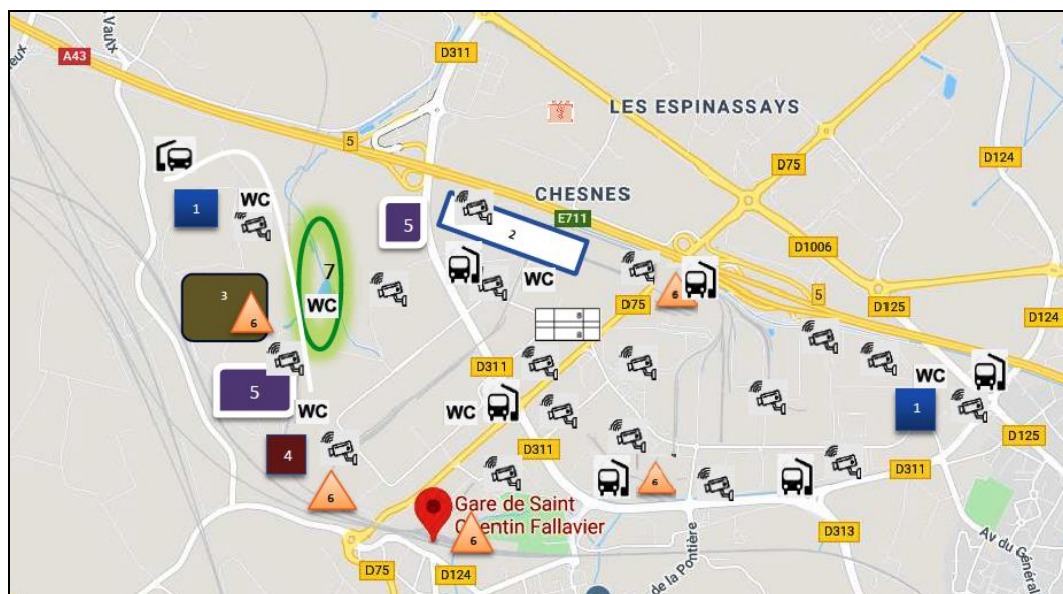 Vaulx
D311
A43
LES ESPINASSAYS
5
D124
D75
WC
CHESNES
1
5
E711
2
7
D1006
3
WC
WC
6
D75
6
5
D125
D124
6
D311
WC
5
WC
WC
1
4
D311
D311
D125
6
6
Gare de Saint
Quentin Fallavier
6
D313
Av du Général
D75
D124
de la Pontière